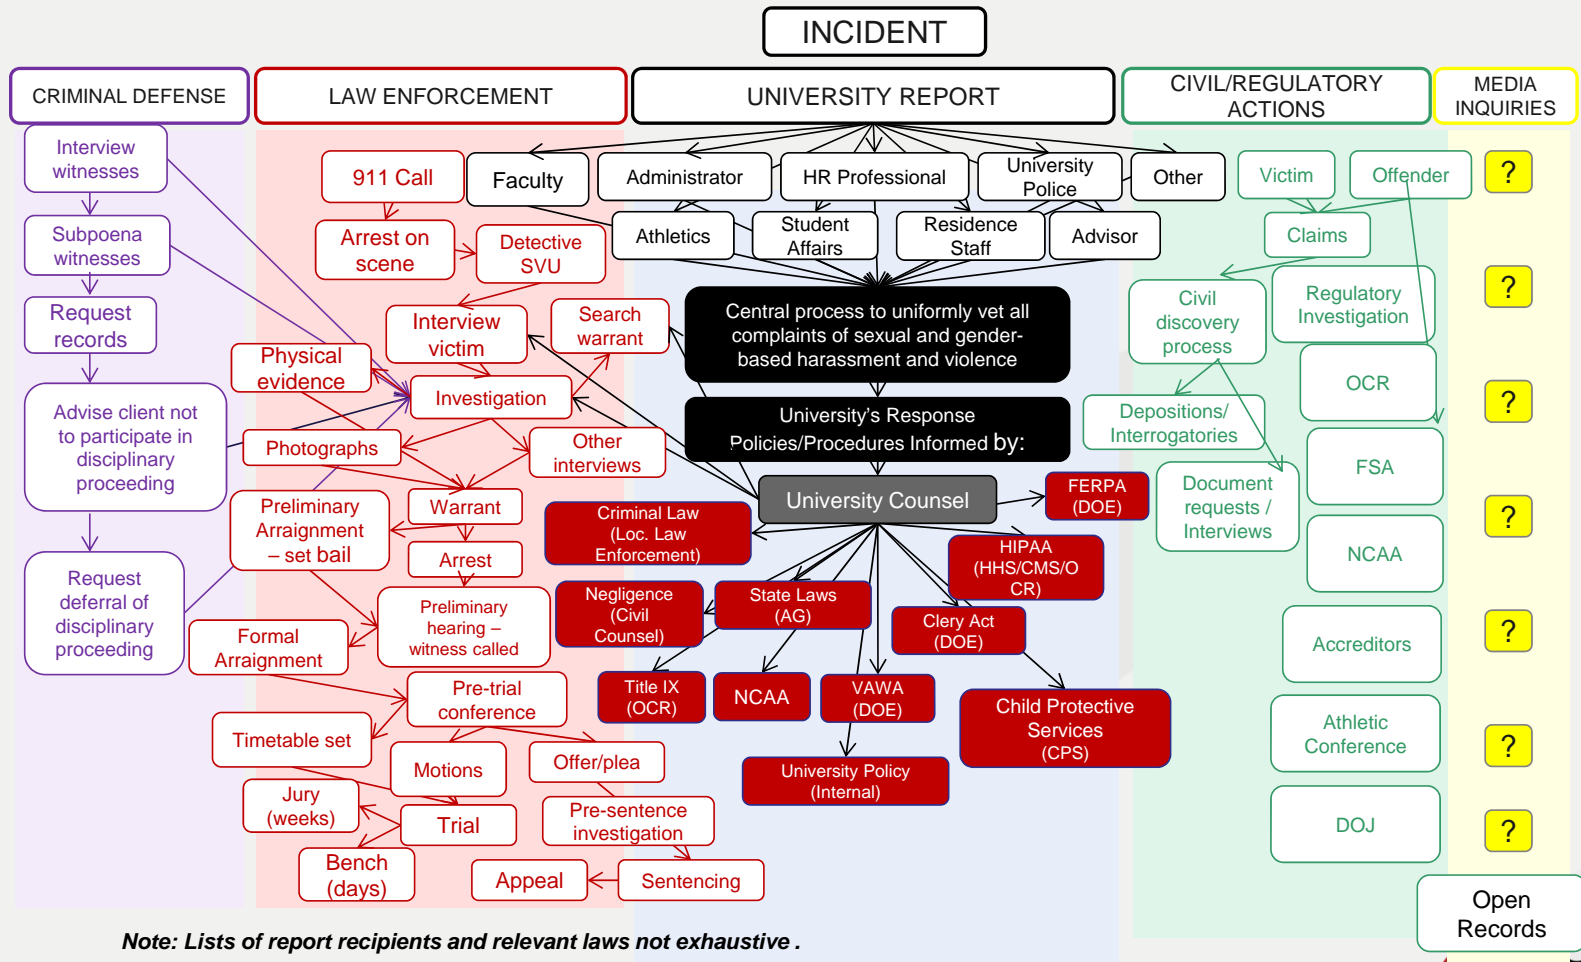 INCIDENT
CRIMINAL DEFENSE
LAW ENFORCEMENT
UNIVERSITY REPORT
CIVIL/REGULATORY
ACTIONS
MEDIA
INQUIRIES
Interview
witnesses
Subpoena
witnesses
Request
records
Advise client not
to participate in
disciplinary
proceeding
Request
deferral of
disciplinary
proceeding
911 Call
Arrest on
scene
Detective
SVU
Interview
victim
Search
warrant
Physical
evidence
Investigation
Photographs
Other
interviews
Warrant
Preliminary
Arraignment
– set bail
Arrest
Preliminary
hearing –
witness called
Formal
Arraignment
Pre-trial
conference
Timetable set
Motions
Offer/plea
Jury
(weeks)
Trial
Pre-sentence
investigation
Bench
(days)
Appeal
Sentencing
Faculty
Administrator
HR Professional
University
Police
Other
Athletics
Student
Affairs
Residence
Staff
Advisor
Central process to uniformly vet all
complaints of sexual and gender-
based harassment and violence
University’s Response
Policies/Procedures Informed by:
University Counsel
FERPA
(DOE)
Criminal Law
(Loc. Law
Enforcement)
HIPAA
(HHS/CMS/O
CR)
Negligence
(Civil
Counsel)
State Laws
(AG)
Clery Act
(DOE)
Title IX
(OCR)
NCAA
VAWA
(DOE)
Child Protective
Services
(CPS)
University Policy
(Internal)
Victim
Offender
Claims
Civil
discovery
process
Regulatory
Investigation
OCR
Depositions/
Interrogatories
FSA
Document
requests /
Interviews
NCAA
Accreditors
Athletic
Conference
DOJ
?
?
?
?
?
?
?
Open
Records
Note: Lists of report recipients and relevant laws not exhaustive .